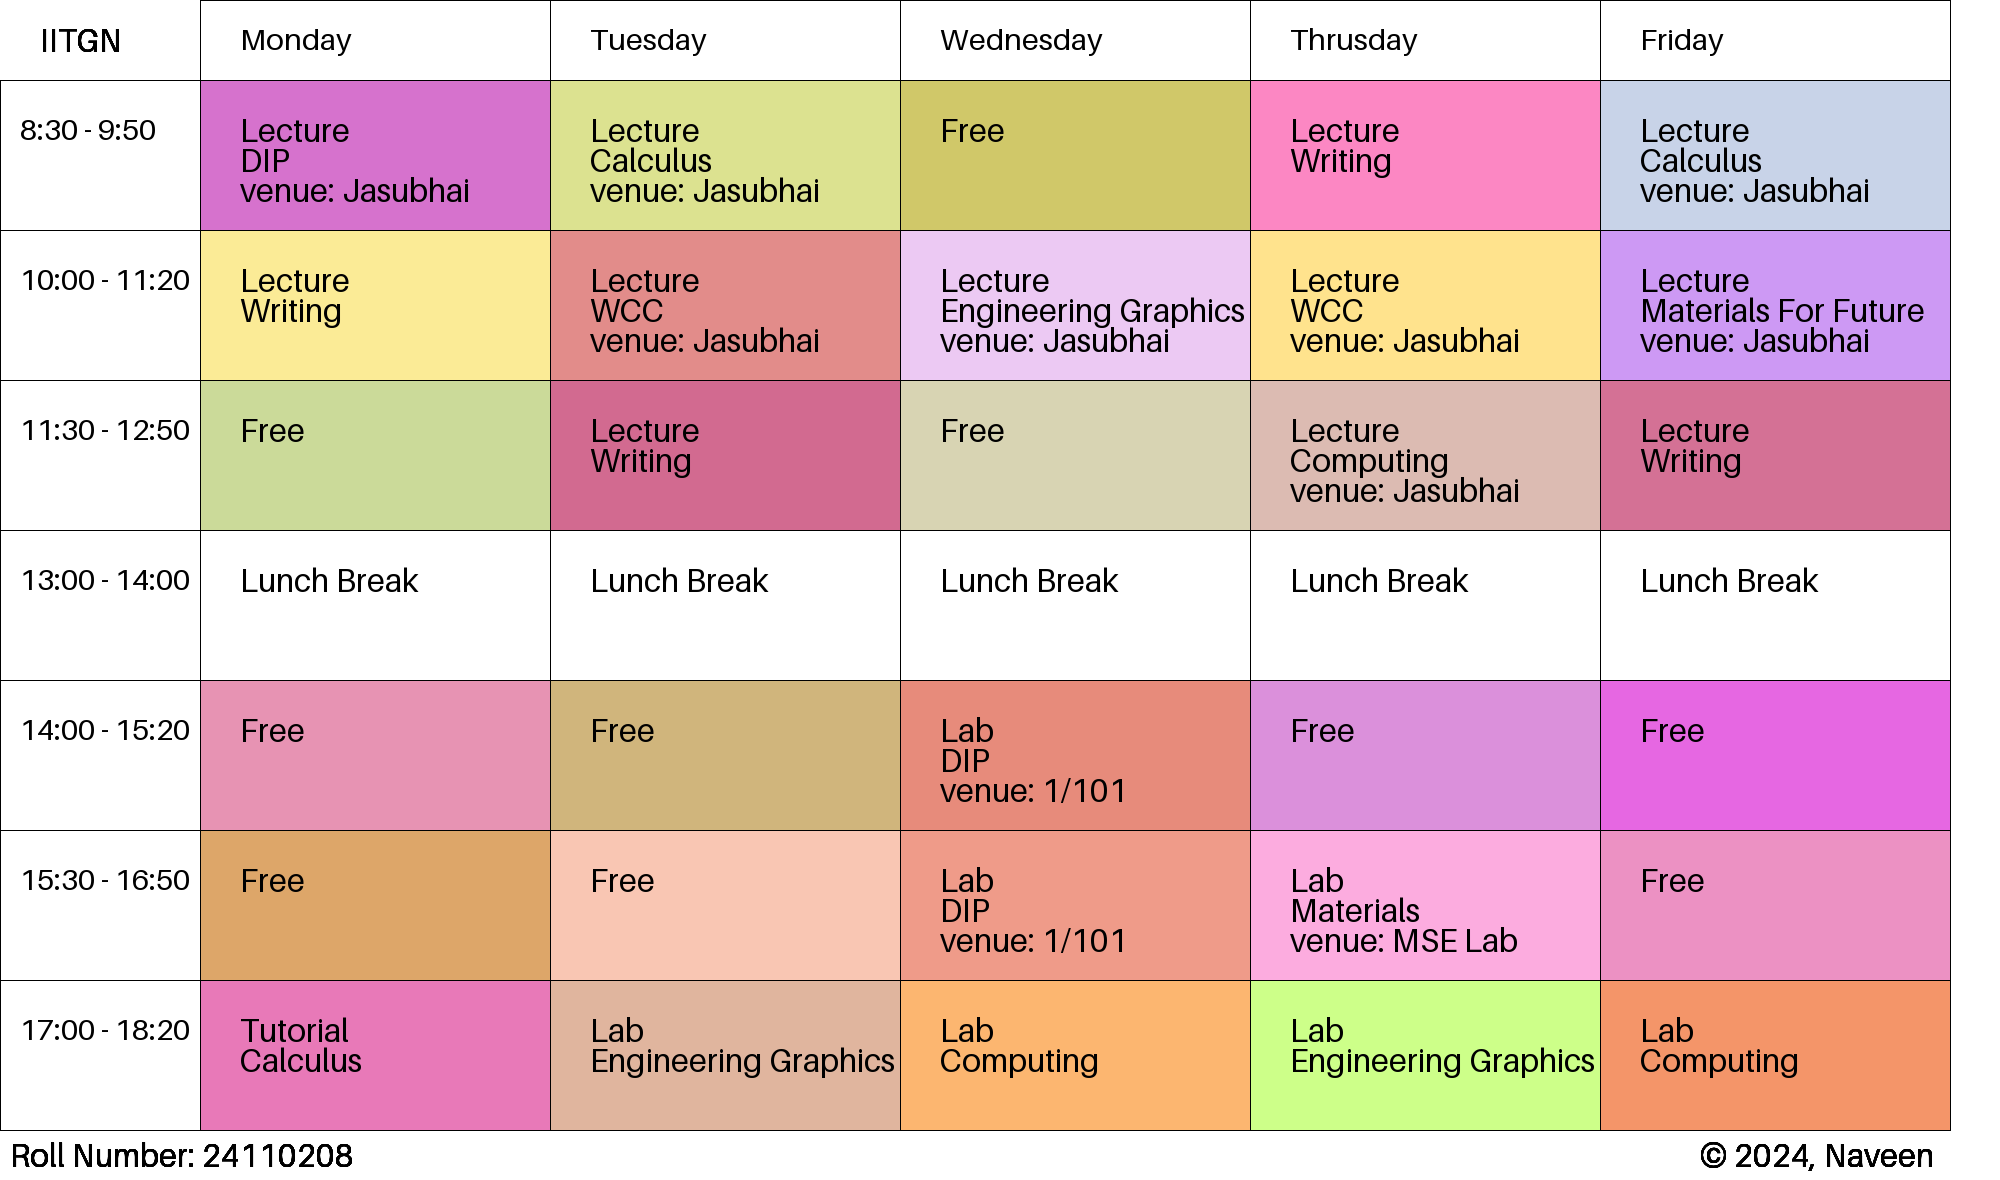 IITGN
Monday
Tuesday
Wednesday
Thrusday
Friday
8:30 - 9:50
Lecture
DIP
venue: Jasubhai
Lecture
Calculus
venue: Jasubhai
Free
Lecture
Writing
Lecture
Calculus
venue: Jasubhai
10:00 - 11:20
Lecture
Writing
Lecture
WCC
venue: Jasubhai
Lecture
Engineering Graphics
venue: Jasubhai
Lecture
WCC
venue: Jasubhai
Lecture
Materials For Future
venue: Jasubhai
11:30 - 12:50
Free
Lecture
Writing
Free
Lecture
Computing
venue: Jasubhai
Lecture
Writing
13:00 - 14:00
Lunch Break
Lunch Break
Lunch Break
Lunch Break
Lunch Break
14:00 - 15:20
Free
Free
Lab
DIP
venue: 1/101
Free
Free
15:30 - 16:50
Free
Free
Lab
DIP
venue: 1/101
Lab
Materials
venue: MSE Lab
Free
17:00 - 18:20
Tutorial
Calculus
Lab
Engineering Graphics
Lab
Computing
Lab
Engineering Graphics
Lab
Computing
Roll Number: 24110208
© 2024, Naveen